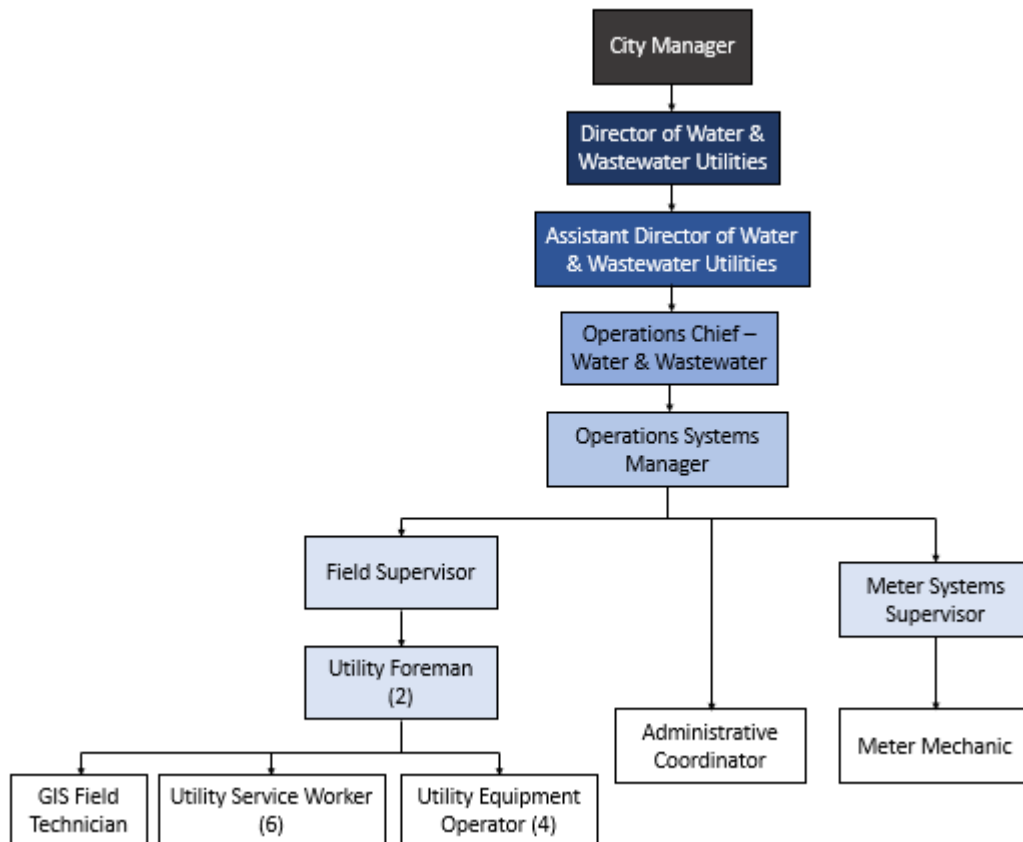 City Manager
Director of Water &
Wastewater Utilities
Assistant Director of Water
& Wastewater Utilities
Operations Chief –
Water & Wastewater
Operations Systems
Manager
Field Supervisor
Meter Systems
Supervisor
Utility Foreman
(2)
Administrative
Coordinator
Meter Mechanic
GIS Field
Technician
Utility Service Worker
(6)
Utility Equipment
Operator (4)